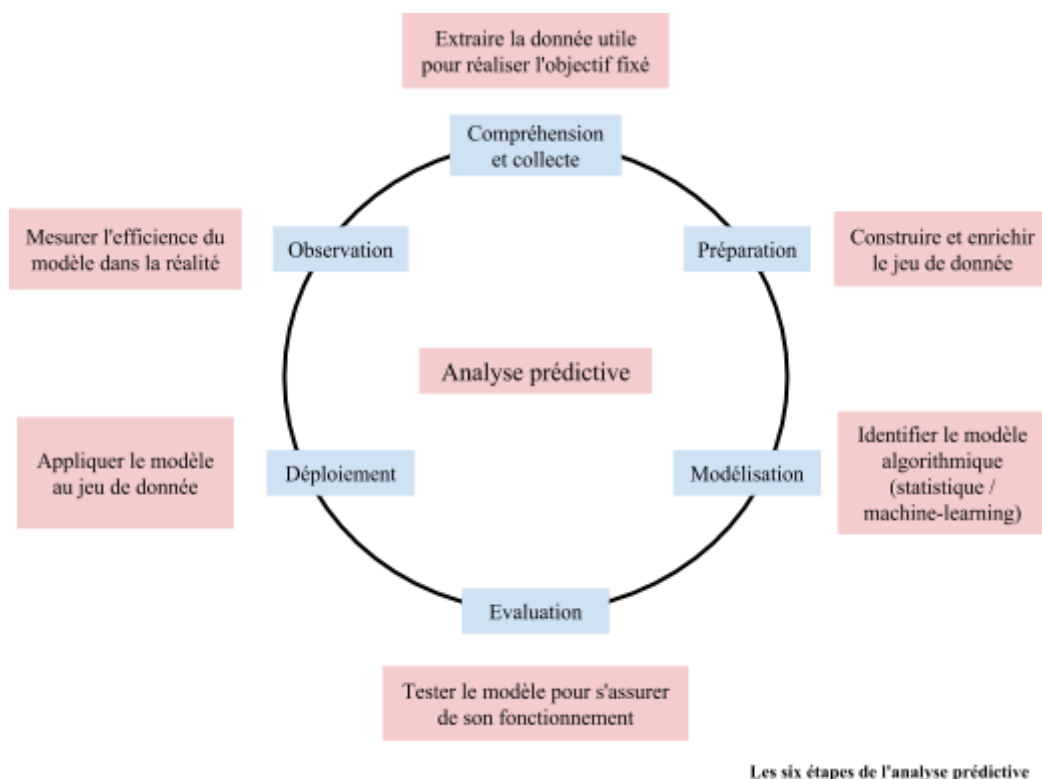 Extraire la donnée utile
pour réaliser l'objectif fixé
Compréhension
et collecte
Mesurer l'efficience du
modèle dans la réalité
Observation
Préparation
Construire et enrichir
le jeu de donnée
Analyse prédictive
Appliquer le modèle
au jeu de donnée
Déploiement
Modélisation
Identifier le modèle
algorithmique
(statistique /
machine-learning)
Evaluation
Tester le modèle pour s'assurer
de son fonctionnement
Les six étapes de l'analyse prédictive